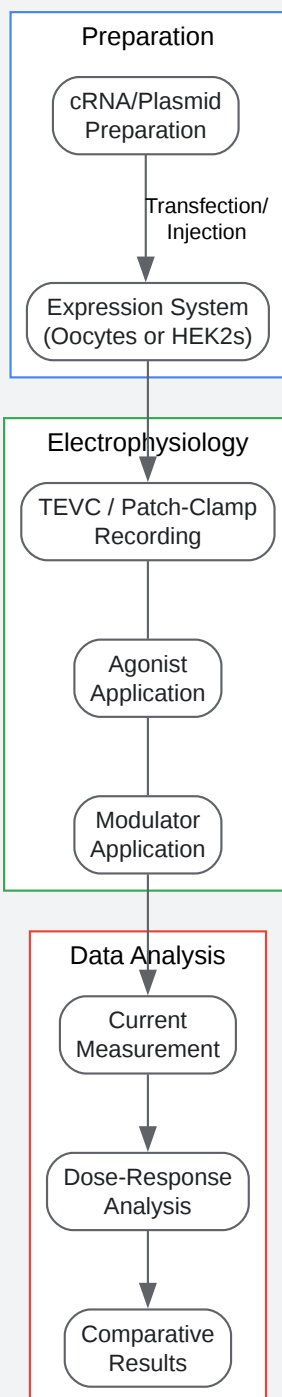 Preparation
cRNA/Plasmid
Preparation
Transfection/
Injection
Expression System
(Oocytes or HEK2s)
Electrophysiology
TEVC / Patch-Clamp
Recording
Agonist
Application
Modulator
Application
Data Analysis
Current
Measurement
Dose-Response
Analysis
Comparative
Results